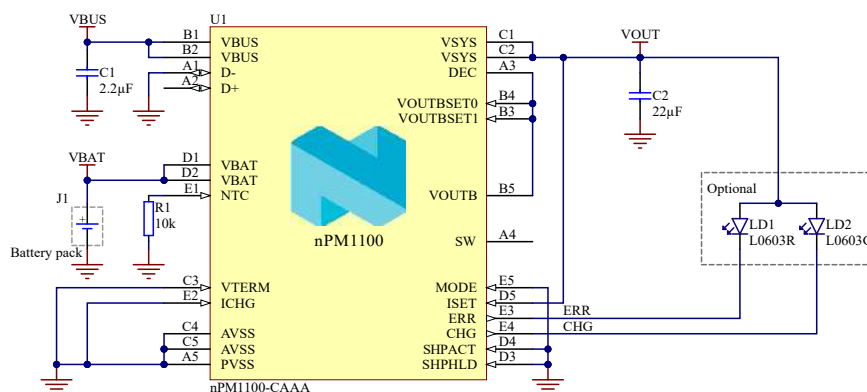 U1
VBUS
B1 VBUS
B2 VBUS
A1 D-
A2 D+
C1
2.2µF
VBAT
D1 VBAT
D2 VBAT
E1 NTC
J1
+
Battery pack
R1
10k
C3 VTERM
E2 ICHG
C4 AVSS
C5 AVSS
A5 PVSS
nPM1100
nPM1100-CAAA
VSYS C1
VSYS C2
DEC A3
VOUTBSET0 B4
VOUTBSET1 B3
VOUTB B5
SW A4
MODE E5
ISET D5
ERR E3 ERR
CHG E4 CHG
SHPACT D4
SHPHLD D3
VOUT
C2
22µF
Optional
LD1
L0603R
LD2